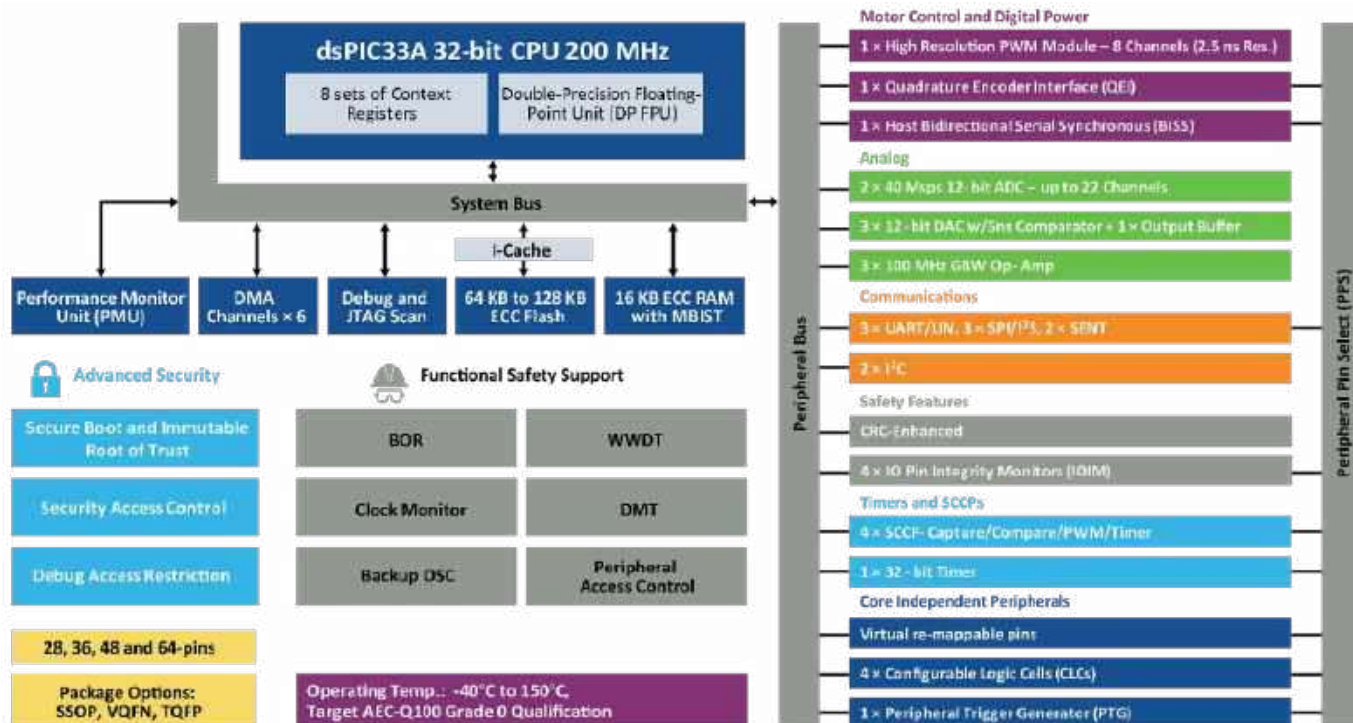 dsPIC33A 32-bit CPU 200 MHz
8 sets of Context
Registers
Double-Precision Floating-
Point Unit (DP FPU)
System Bus
I-Cache
Performance Monitor
Unit (PMU)
DMA
Channels × 6
Debug and
JTAG Scan
64 KB to 128 KB
ECC Flash
16 KB ECC RAM
with MBIST
Advanced Security
Secure Boot and Immutable
Root of Trust
Security Access Control
Debug Access Restriction
Functional Safety Support
BOR
WWDT
Clock Monitor
DMT
Backup OSC
Peripheral
Access Control
28, 36, 48 and 64-pins
Package Options:
SSOP, VQFN, TQFP
Operating Temp.: -40°C to 150°C,
Target AEC-Q100 Grade 0 Qualification
Peripheral Bus
Motor Control and Digital Power
1 × High Resolution PWM Module – 8 Channels (2.5 ns Res.)
1 × Quadrature Encoder Interface (QEI)
1 × Host Bidirectional Serial Synchronous (BiSS)
Analog
2 × 40 Msps 12-bit ADC – up to 22 Channels
3 × 12-bit DAC w/5ns Comparator + 1 × Output Buffer
3 × 100 MHz GBW Op-Amp
Communications
3 × UART/LIN, 3 × SPI/I²S, 2 × SENT
2 × I²C
Safety Features
CRC-Enhanced
4 × IO Pin Integrity Monitors (IOIM)
Timers and SCCPs
4 × SCCP- Capture/Compare/PWM/Timer
1 × 32-bit Timer
Core Independent Peripherals
Virtual re-mappable pins
4 × Configurable Logic Cells (CLCs)
1 × Peripheral Trigger Generator (PTG)
Peripheral Pin Select (PPS)